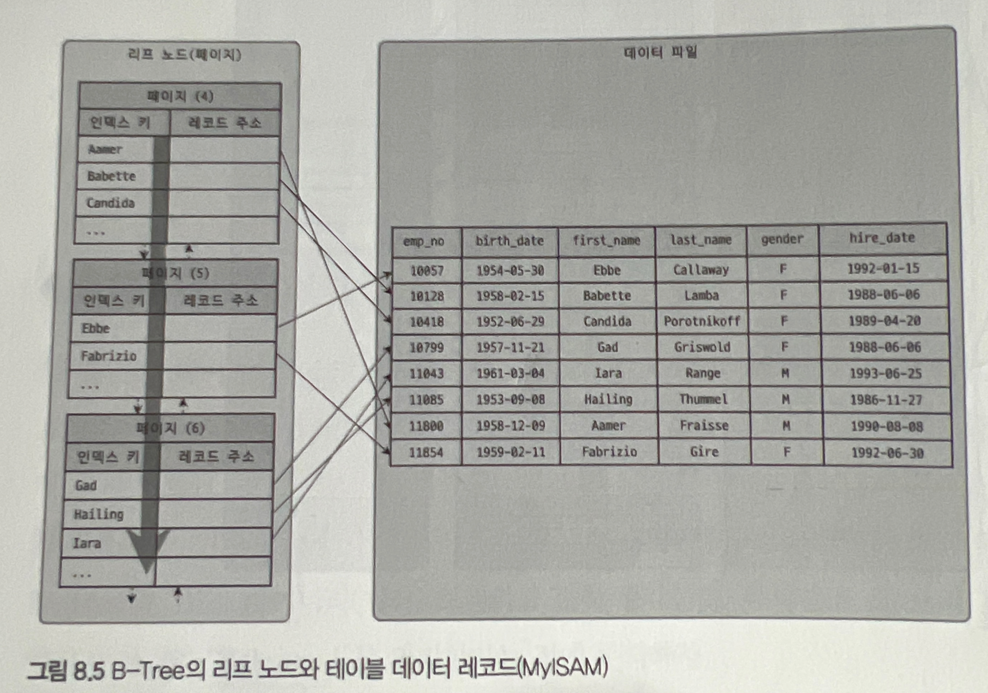 리프 노드(페이지)
페이지 (4)
인덱스 키 레코드 주소
Aamer
Babette
Candida
...
페이지 (5)
인덱스 키 레코드 주소
Ebbe
Fabrizio
...
페이지 (6)
인덱스 키 레코드 주소
Gad
Hailing
Iara
...
데이터 파일
emp_no birth_date first_name last_name gender hire_date
10057 1954-05-30 Ebbe Callaway F 1992-01-15
10128 1958-02-15 Babette Lamba F 1988-06-06
10418 1952-06-29 Candida Porotnikoff F 1989-04-20
10799 1957-11-21 Gad Griswold F 1988-06-06
11043 1961-03-04 Iara Range M 1993-06-25
11085 1953-09-08 Hailing Thummel M 1986-11-27
11800 1958-12-09 Aamer Fraisse M 1990-08-08
11854 1959-02-11 Fabrizio Gire F 1992-06-30
그림 8.5 B-Tree의 리프 노드와 테이블 데이터 레코드(MyISAM)